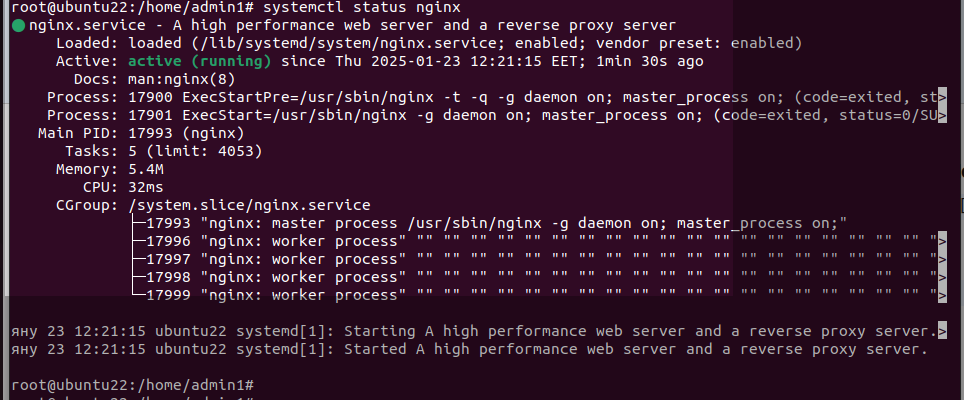 root@ubuntu22:/home/admin1# systemctl status nginx
● nginx.service - A high performance web server and a reverse proxy server
Loaded: loaded (/lib/systemd/system/nginx.service; enabled; vendor preset: enabled)
Active: active (running) since Thu 2025-01-23 12:21:15 EET; 1min 30s ago
Docs: man:nginx(8)
Process: 17900 ExecStartPre=/usr/sbin/nginx -t -q -g daemon on; master_process on; (code=exited, st>
Process: 17901 ExecStart=/usr/sbin/nginx -g daemon on; master_process on; (code=exited, status=0/SU>
Main PID: 17993 (nginx)
Tasks: 5 (limit: 4053)
Memory: 5.4M
CPU: 32ms
CGroup: /system.slice/nginx.service
├─17993 "nginx: master process /usr/sbin/nginx -g daemon on; master_process on;"
├─17996 "nginx: worker process" "" "" "" "" "" "" "" "" "" "" "" "" "" "" "" "" "" "" "" ">
├─17997 "nginx: worker process" "" "" "" "" "" "" "" "" "" "" "" "" "" "" "" "" "" "" "" ">
├─17998 "nginx: worker process" "" "" "" "" "" "" "" "" "" "" "" "" "" "" "" "" "" "" "" ">
└─17999 "nginx: worker process" "" "" "" "" "" "" "" "" "" "" "" "" "" "" "" "" "" "" "" ">
яну 23 12:21:15 ubuntu22 systemd[1]: Starting A high performance web server and a reverse proxy server.>
яну 23 12:21:15 ubuntu22 systemd[1]: Started A high performance web server and a reverse proxy server.
root@ubuntu22:/home/admin1#
root@ubuntu22:/home/admin1#